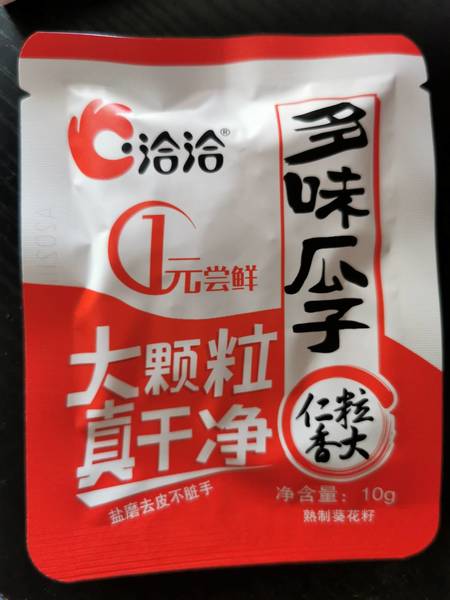 洽洽®
1元尝鲜
大颗粒
真干净
盐磨去皮不脏手
多味瓜子
仁香
粒大
净含量：10g
熟制葵花籽